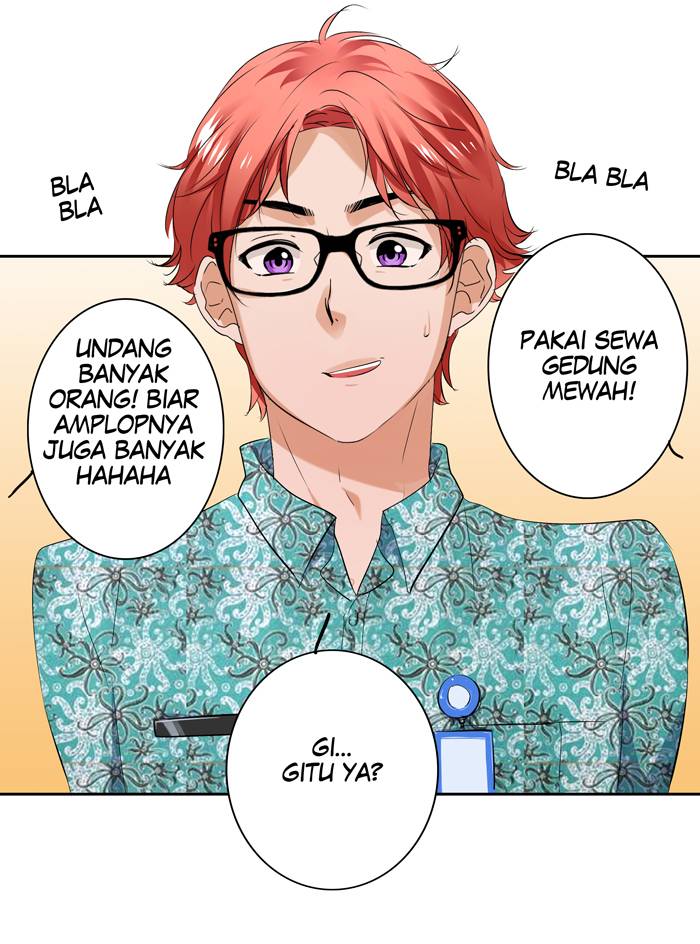 BLA
BLA
BLA BLA
UNDANG
BANYAK
ORANG! BIAR
AMPLOPNYA
JUGA BANYAK
HAHAHA
PAKAI SEWA
GEDUNG
MEWAH!
GI...
GITU YA?